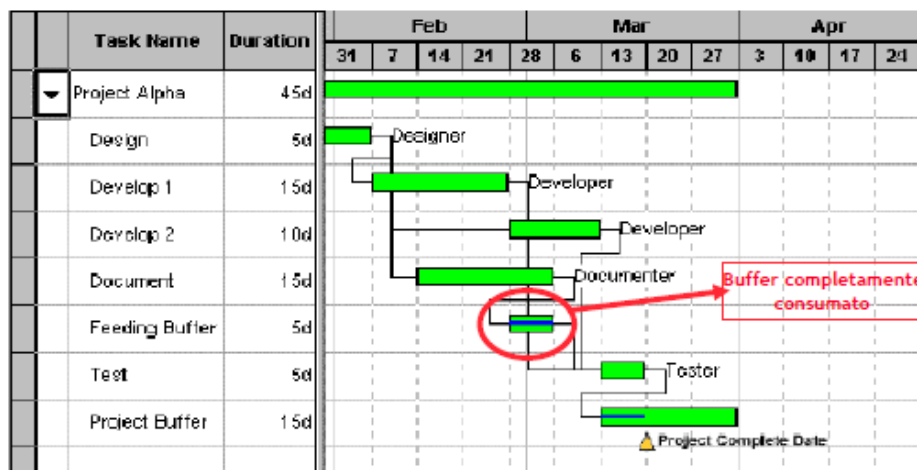 Feb Mar Apr
Task Name Duration
31 7 14 21 28 6 13 20 27 3 10 17 24
Project Alpha 45d
Design 5d Designer
Develop 1 15d Developer
Develop 2 10d Developer
Document 15d Documenter
Buffer completamente
consumato
Feeding Buffer 5d
Test 5d Tester
Project Buffer 15d
Project Complete Date